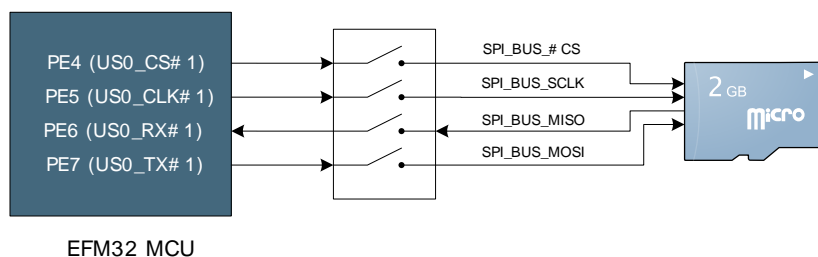 PE4 (US0_CS# 1)
PE5 (US0_CLK# 1)
PE6 (US0_RX# 1)
PE7 (US0_TX# 1)
SPI_BUS_# CS
SPI_BUS_SCLK
SPI_BUS_MISO
SPI_BUS_MOSI
2 GB
micro
EFM32 MCU